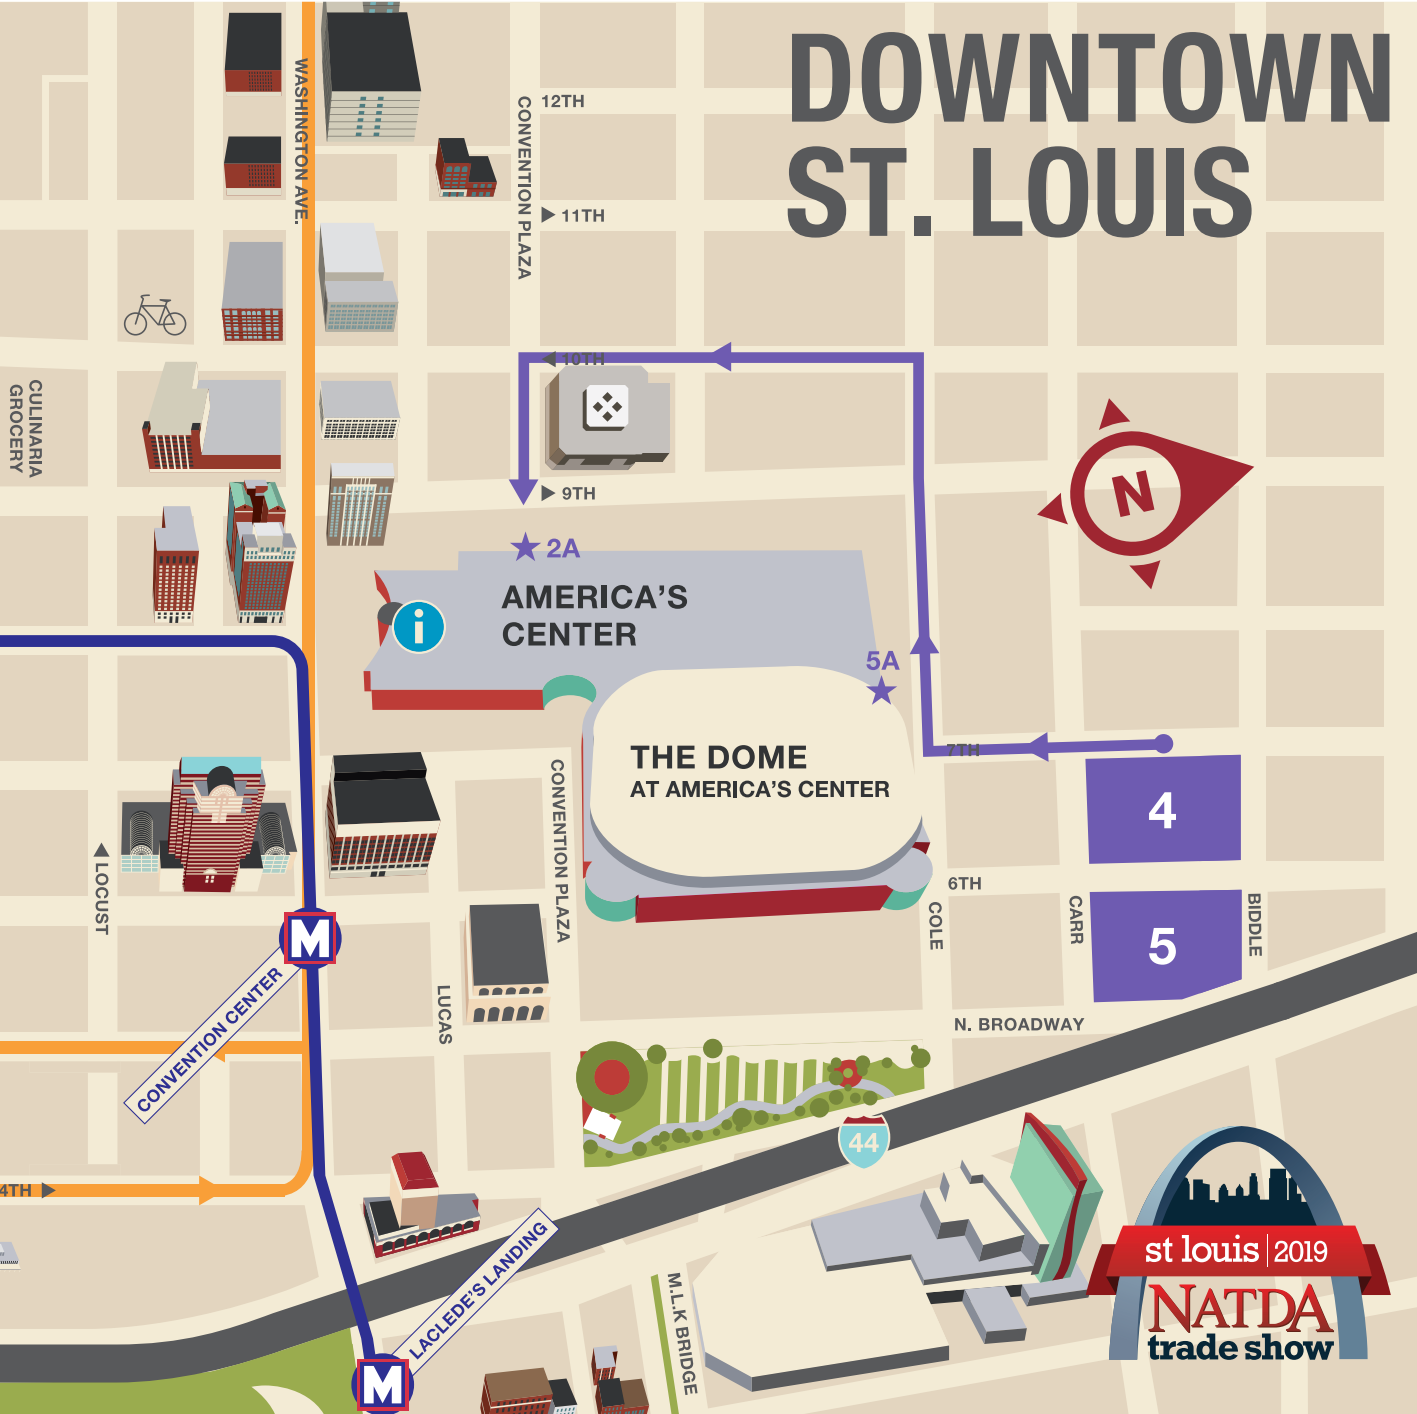 DOWNTOWN
ST. LOUIS
WASHINGTON AVE.
CONVENTION PLAZA
12TH
11TH
10TH
9TH
CULINARIA
GROCERY
N
2A
AMERICA'S
CENTER
i
5A
THE DOME
AT AMERICA'S CENTER
7TH
4
5
6TH
COLE
CARR
BIDDLE
N. BROADWAY
CONVENTION PLAZA
LOCUST
LUCAS
M
CONVENTION CENTER
44
4TH
LACLEDE'S LANDING
M
M.L.K BRIDGE
st louis | 2019
NATDA
trade show